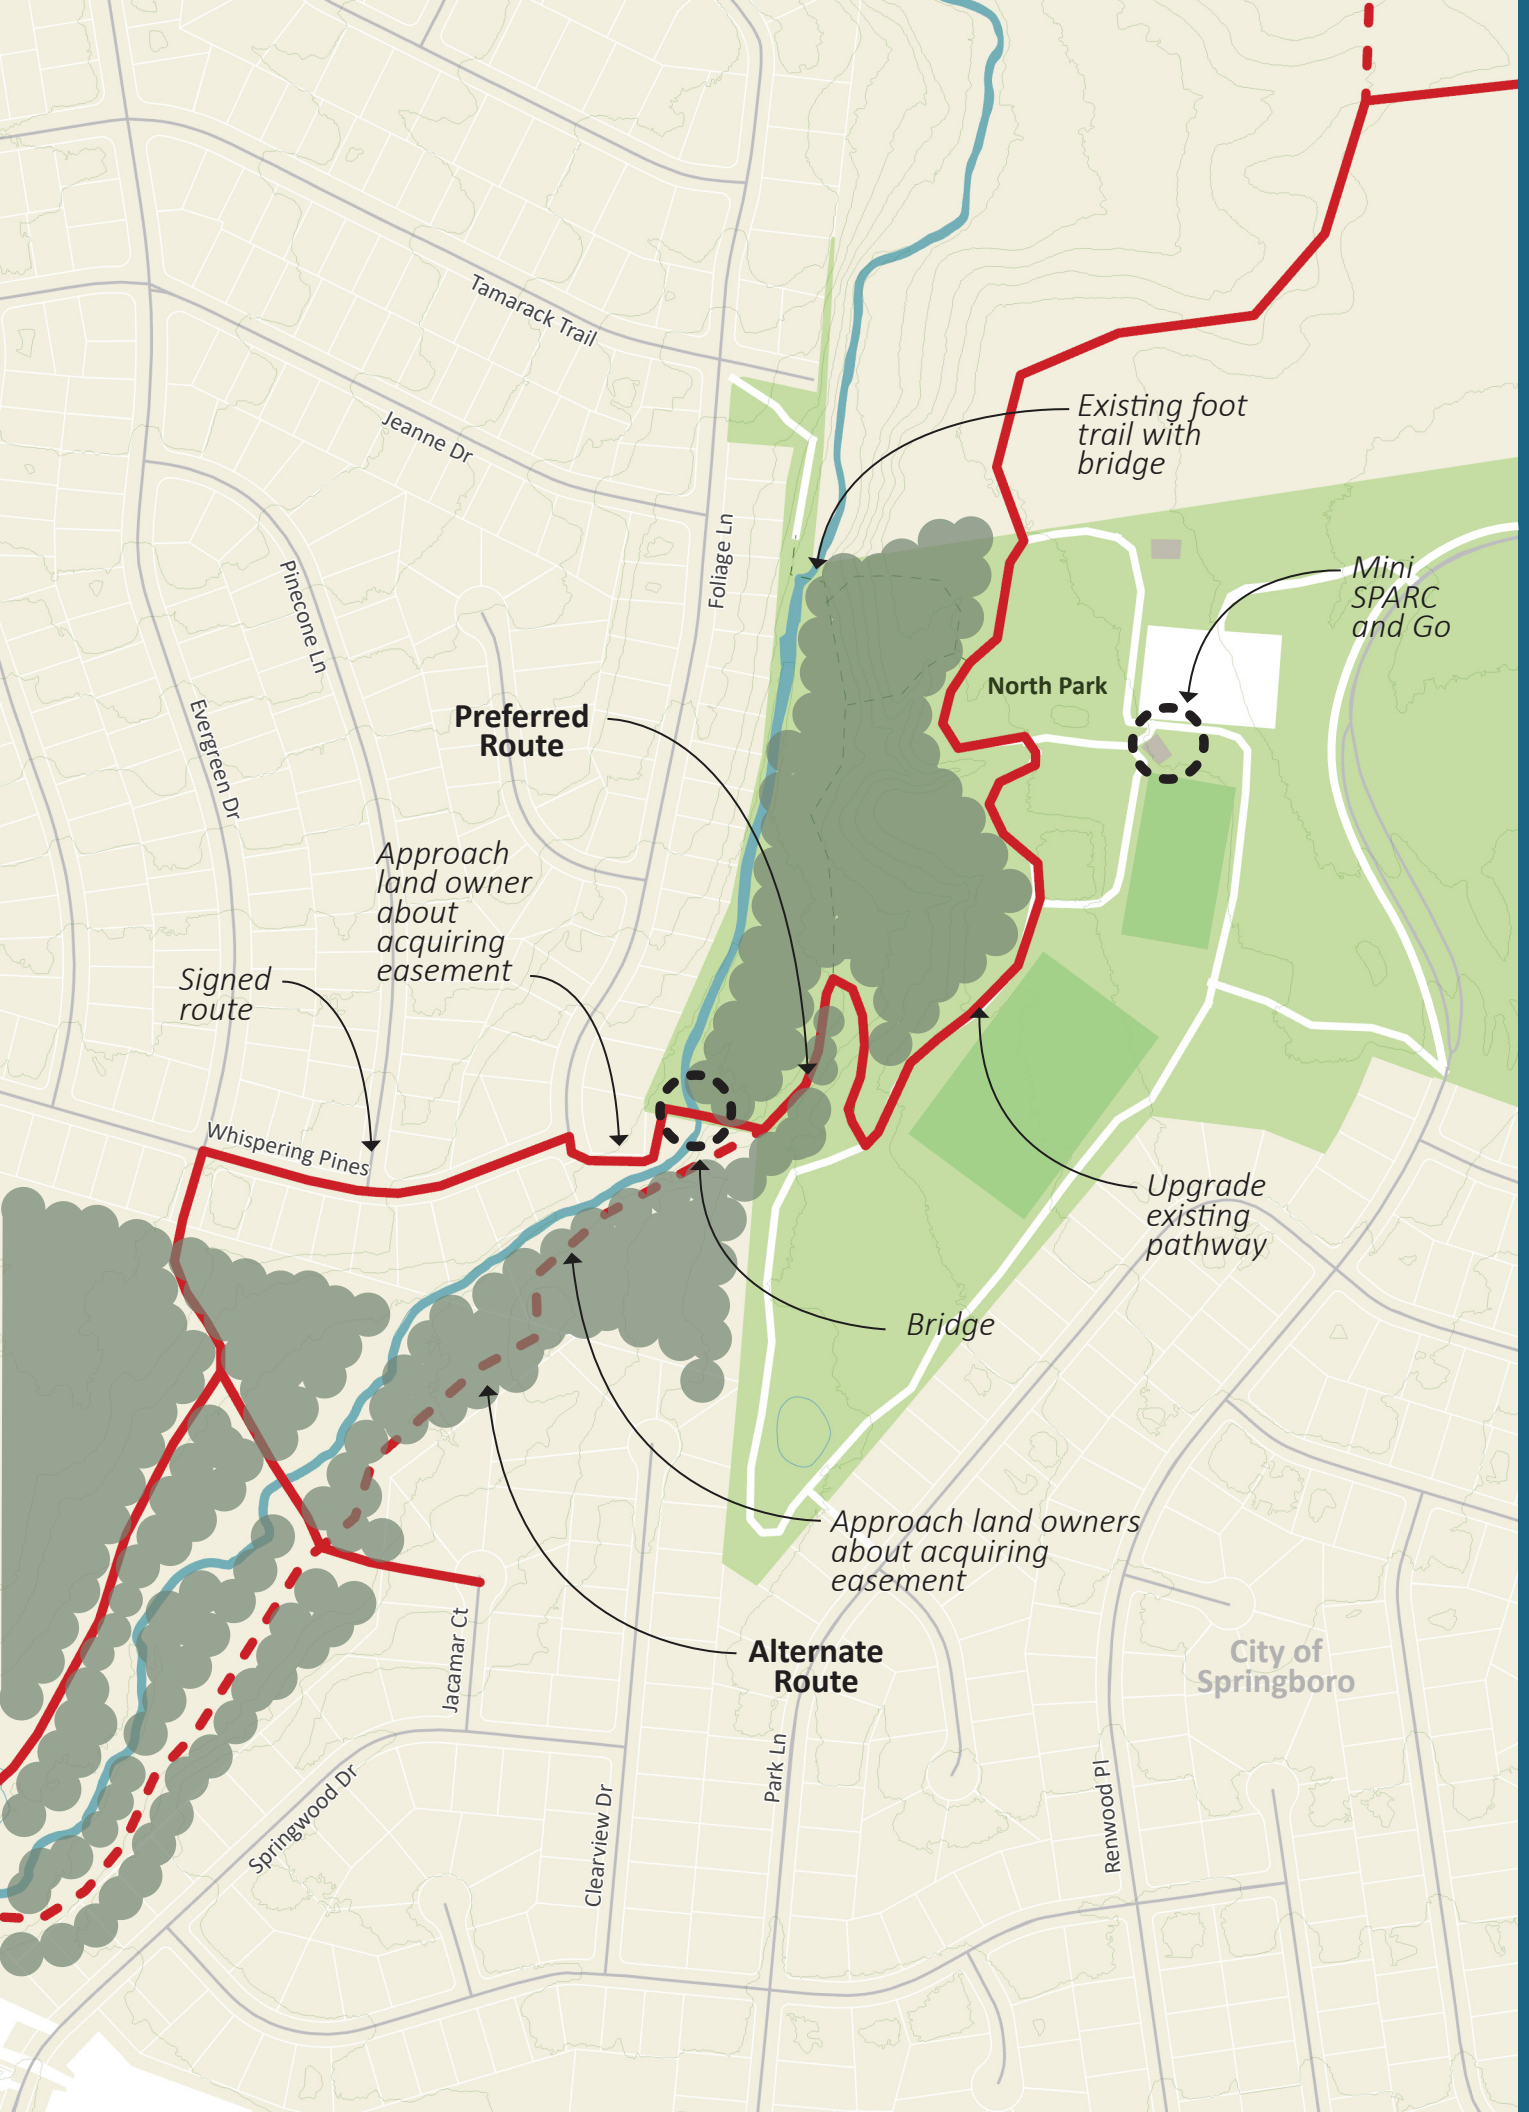 Tamarack Trail
Existing foot
trail with
bridge
Jeanne Dr
Foliage Ln
Pinecone Ln
Mini
SPARC
and Go
North Park
Preferred
Route
Evergreen Dr
Approach
land owner
about
acquiring
easement
Signed
route
Whispering Pines
Upgrade
existing
pathway
Bridge
Approach land owners
about acquiring
easement
Jacamar Ct
Alternate
Route
City of
Springboro
Park Ln
Renwood Pl
Springwood Dr
Clearview Dr